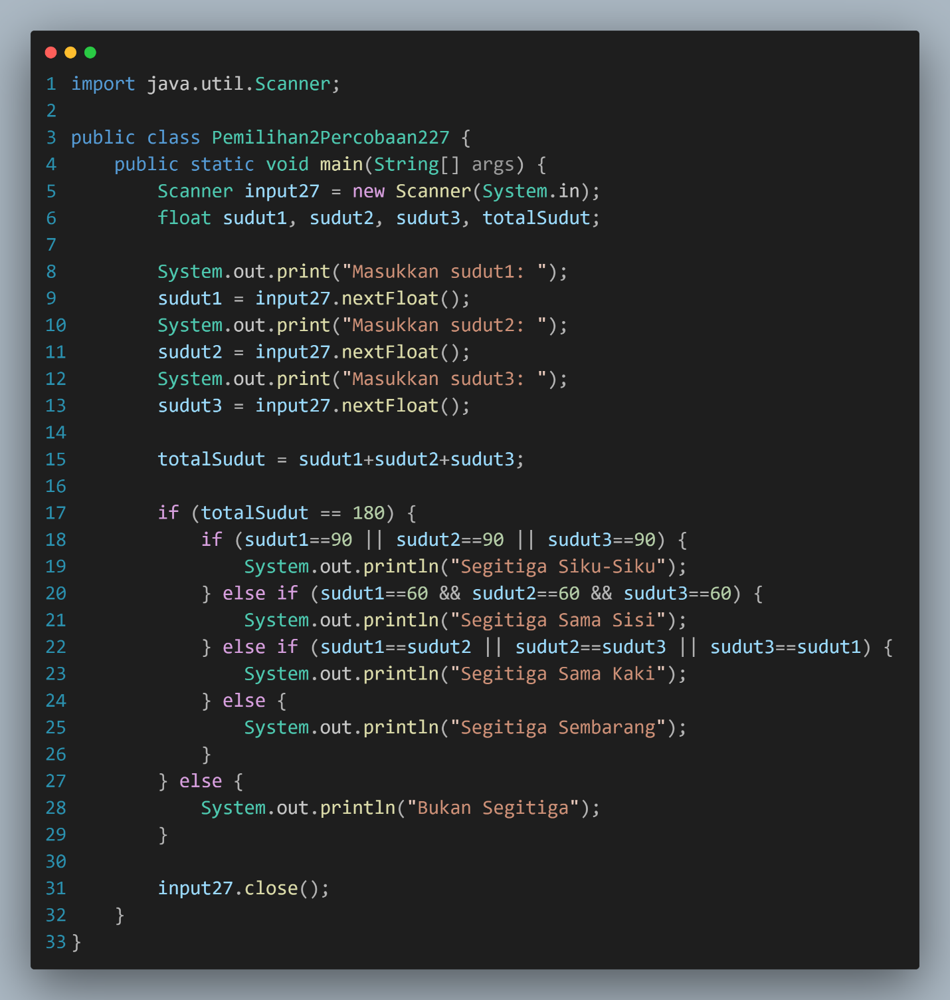 1 import java.util.Scanner;
2
3 public class Pemilihan2Percobaan227 {
4     public static void main(String[] args) {
5         Scanner input27 = new Scanner(System.in);
6         float sudut1, sudut2, sudut3, totalSudut;
7
8         System.out.print("Masukkan sudut1: ");
9         sudut1 = input27.nextFloat();
10         System.out.print("Masukkan sudut2: ");
11         sudut2 = input27.nextFloat();
12         System.out.print("Masukkan sudut3: ");
13         sudut3 = input27.nextFloat();
14
15         totalSudut = sudut1+sudut2+sudut3;
16
17         if (totalSudut == 180) {
18             if (sudut1==90 || sudut2==90 || sudut3==90) {
19                 System.out.println("Segitiga Siku-Siku");
20             } else if (sudut1==60 && sudut2==60 && sudut3==60) {
21                 System.out.println("Segitiga Sama Sisi");
22             } else if (sudut1==sudut2 || sudut2==sudut3 || sudut3==sudut1) {
23                 System.out.println("Segitiga Sama Kaki");
24             } else {
25                 System.out.println("Segitiga Sembarang");
26             }
27         } else {
28             System.out.println("Bukan Segitiga");
29         }
30
31         input27.close();
32     }
33 }